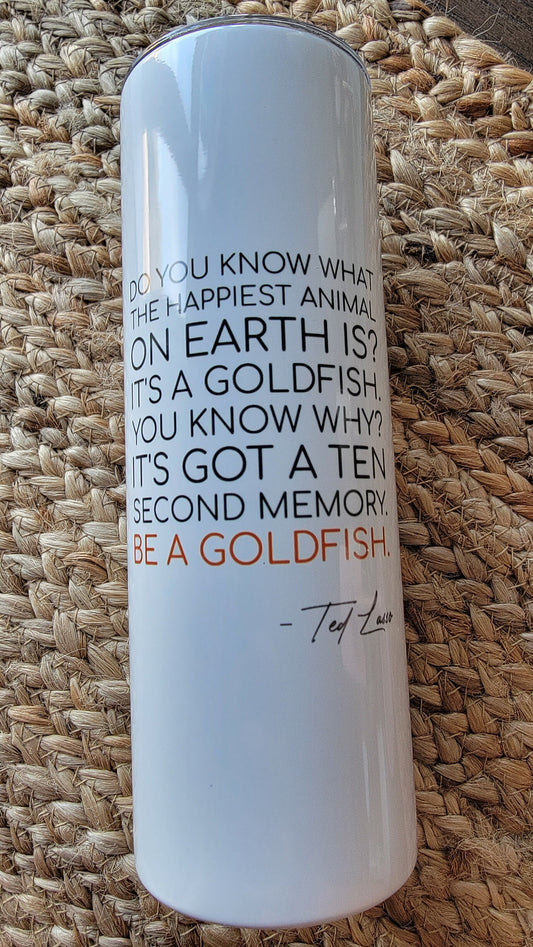 DO YOU KNOW WHAT
THE HAPPIEST ANIMAL
ON EARTH IS?
IT'S A GOLDFISH.
YOU KNOW WHY?
IT'S GOT A TEN
SECOND MEMORY.
BE A GOLDFISH.
- Ted Lasso